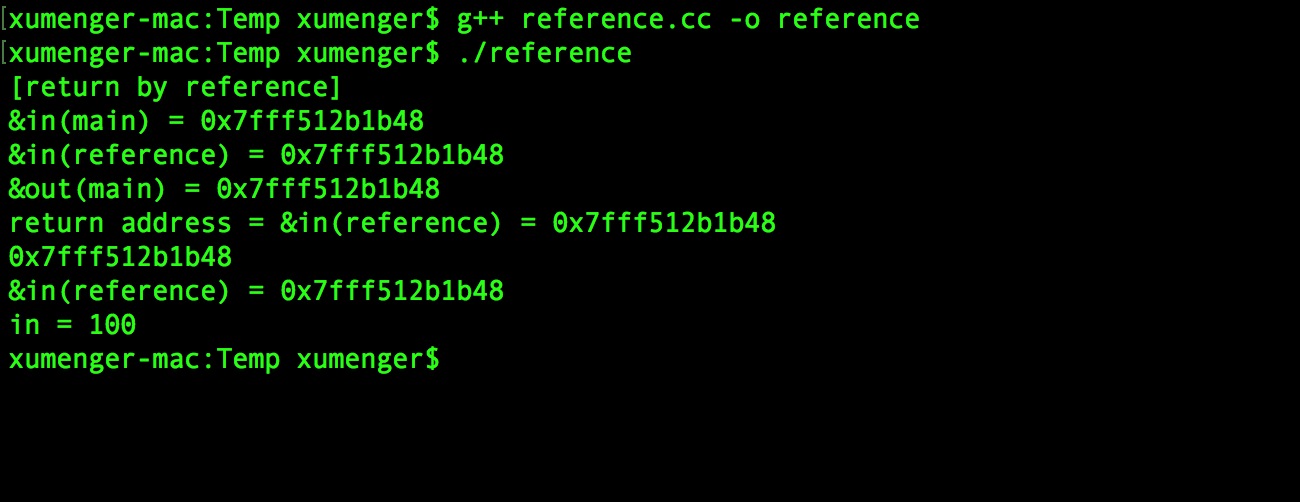 [xumenger-mac:Temp xumenger$ g++ reference.cc -o reference
[xumenger-mac:Temp xumenger$ ./reference
[return by reference]
&in(main) = 0x7fff512b1b48
&in(reference) = 0x7fff512b1b48
&out(main) = 0x7fff512b1b48
return address = &in(reference) = 0x7fff512b1b48
0x7fff512b1b48
&in(reference) = 0x7fff512b1b48
in = 100
xumenger-mac:Temp xumenger$